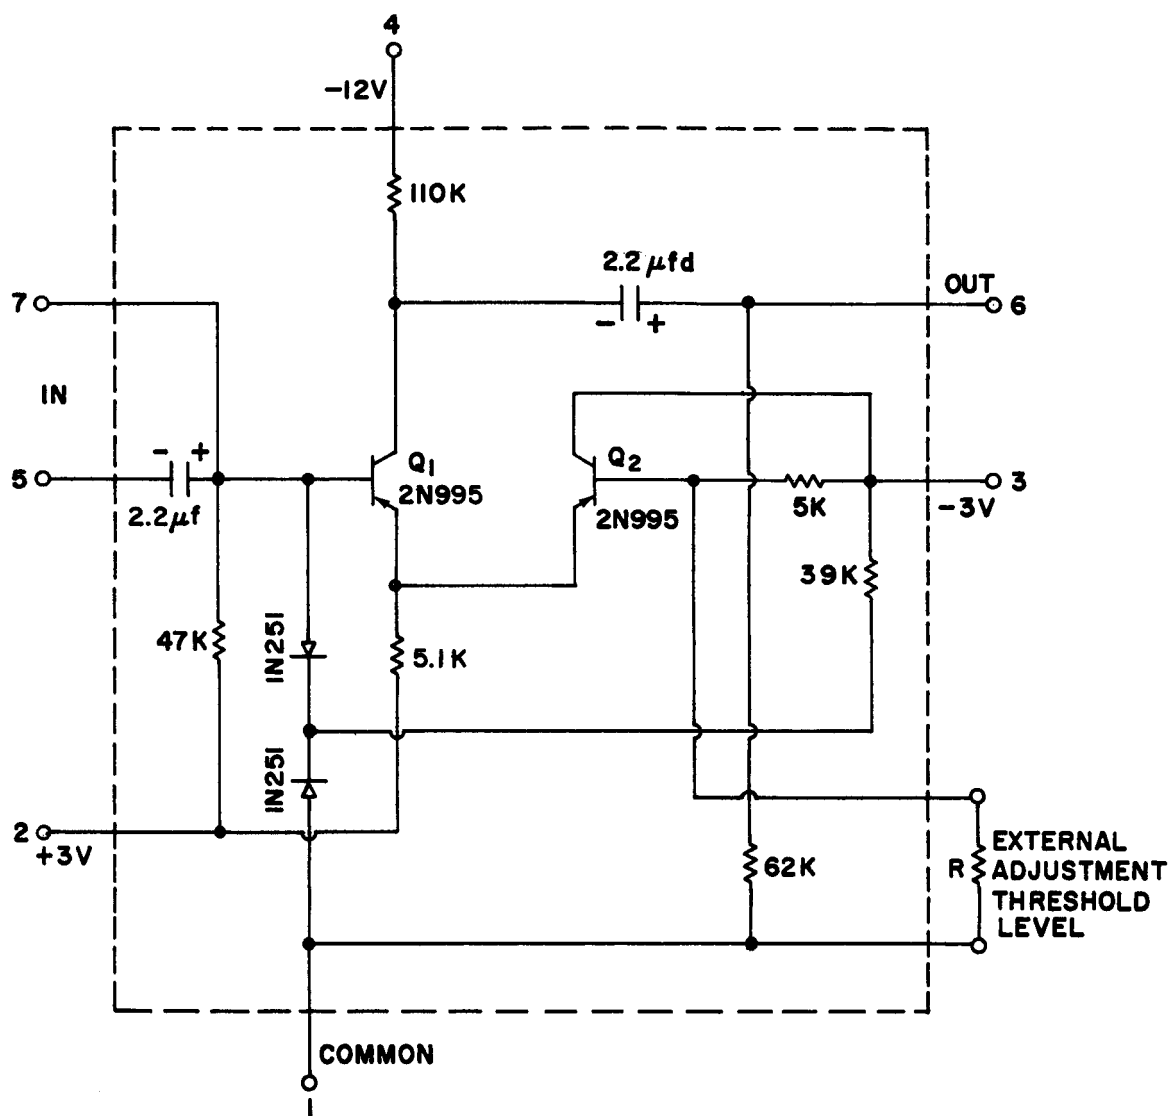 4
-12V
110K
2.2 μfd
- +
7
OUT 6
IN
5
- +
2.2μf
Q1
2N995
Q2
2N995
5K
3
-3V
39K
47K
1N251
5.1K
1N251
2
+3V
62K
R
EXTERNAL
ADJUSTMENT
THRESHOLD
LEVEL
COMMON
1